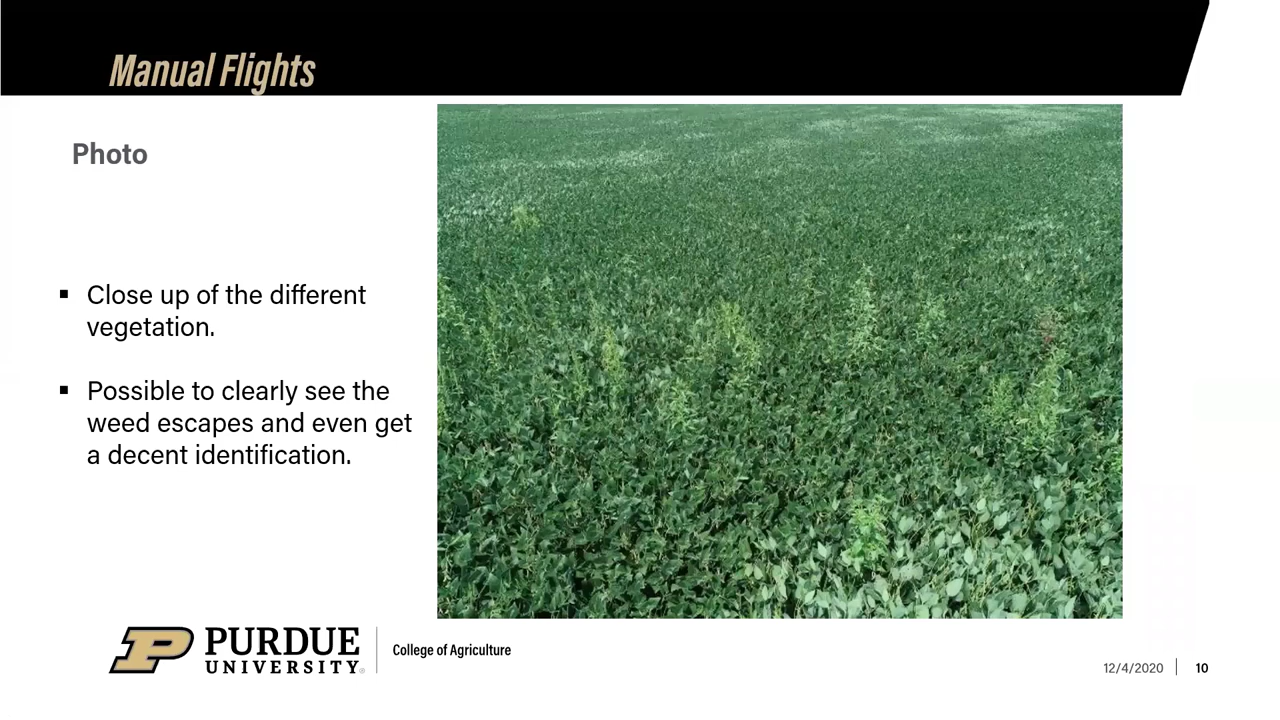 Manual Flights
Photo
▪ Close up of the different
vegetation.
▪ Possible to clearly see the
weed escapes and even get
a decent identification.
P PURDUE
UNIVERSITY®
College of Agriculture
12/4/2020 | 10